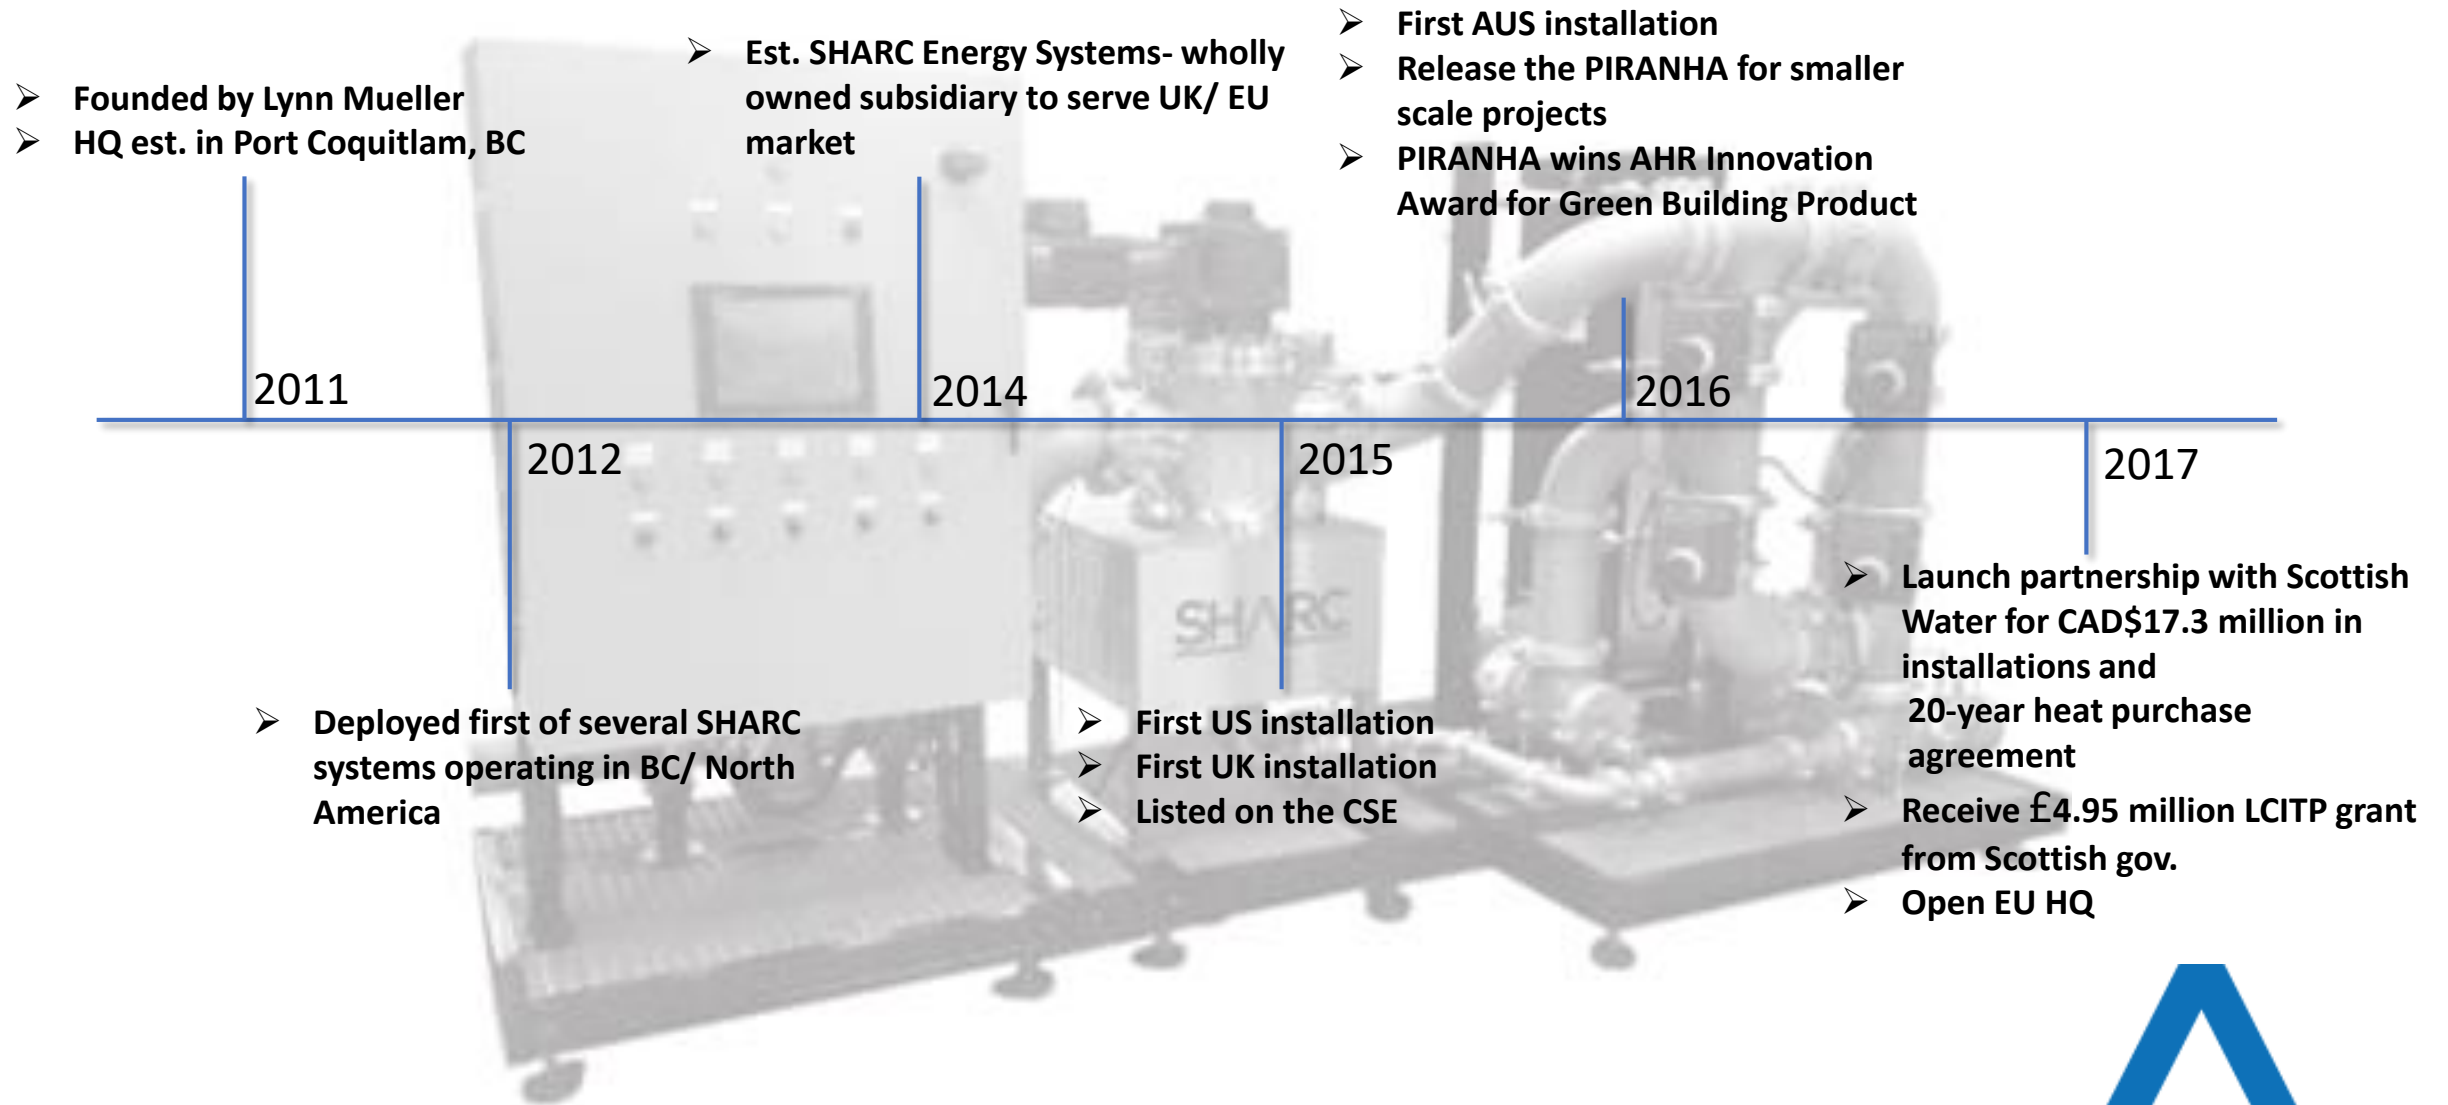 ➢ Founded by Lynn Mueller
➢ HQ est. in Port Coquitlam, BC
2011
➢ Deployed first of several SHARC
systems operating in BC/ North
America
2012
➢ Est. SHARC Energy Systems- wholly
owned subsidiary to serve UK/ EU
market
2014
2015
➢ First US installation
➢ First UK installation
➢ Listed on the CSE
➢ First AUS installation
➢ Release the PIRANHA for smaller
scale projects
➢ PIRANHA wins AHR Innovation
Award for Green Building Product
2016
2017
➢ Launch partnership with Scottish
Water for CAD$17.3 million in
installations and
20-year heat purchase
agreement
➢ Receive £4.95 million LCITP grant
from Scottish gov.
➢ Open EU HQ
SHARC